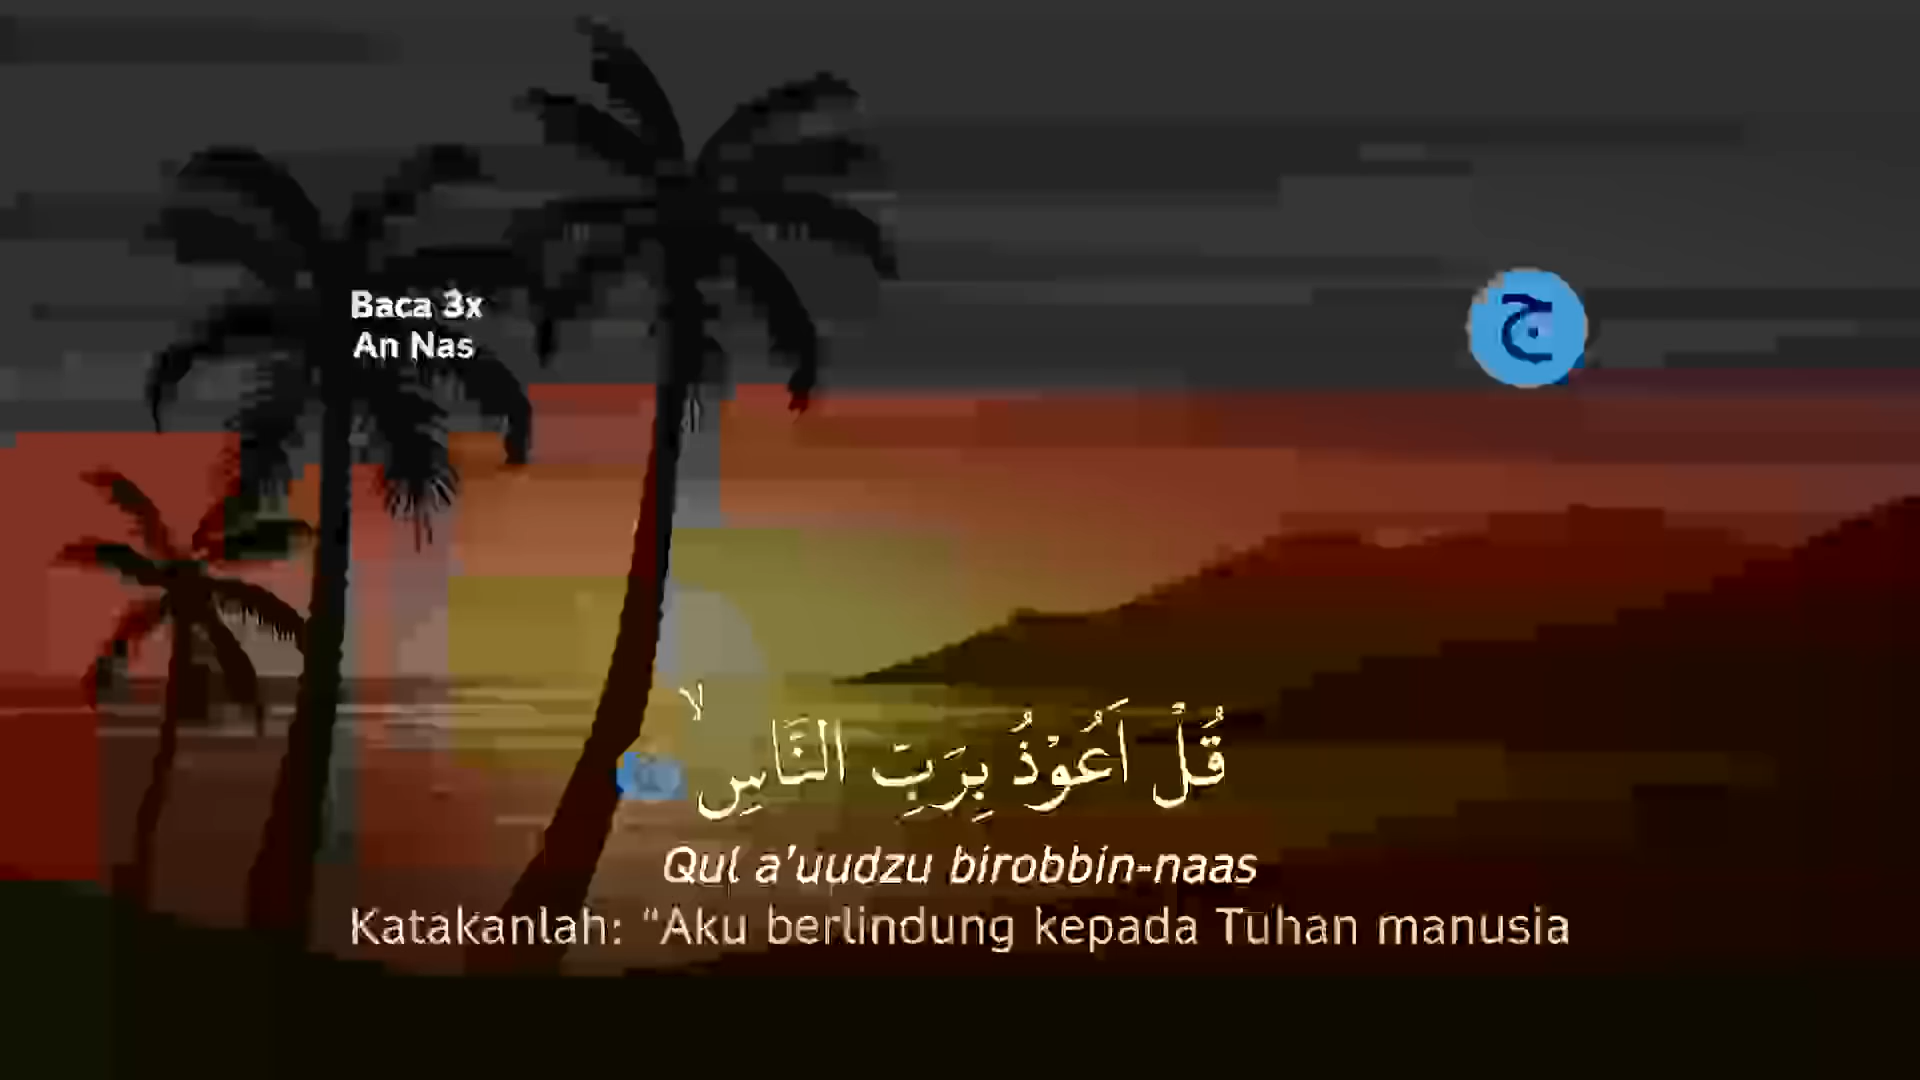 Baca 3x
An Nas
ج
قُلْ اَعُوْذُ بِرَبِّ النَّاسِۙ
Qul a'uudzu birobbin-naas
Katakanlah: "Aku berlindung kepada Tuhan manusia